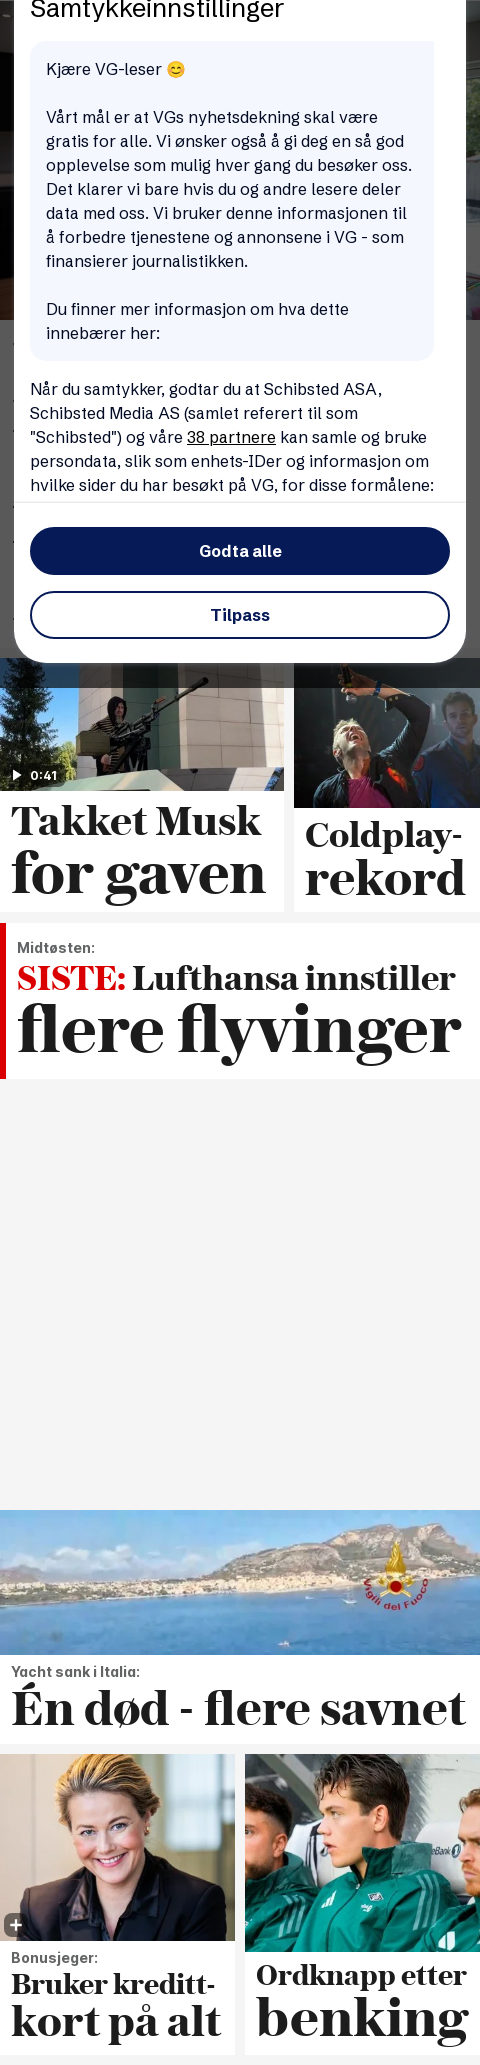 Samtykkeinnstillinger
Kjære VG-leser 😊
Vårt mål er at VGs nyhetsdekning skal være
gratis for alle. Vi ønsker også å gi deg en så god
opplevelse som mulig hver gang du besøker oss.
Det klarer vi bare hvis du og andre lesere deler
data med oss. Vi bruker denne informasjonen til
å forbedre tjenestene og annonsene i VG - som
finansierer journalistikken.
Du finner mer informasjon om hva dette
innebærer her:
Når du samtykker, godtar du at Schibsted ASA,
Schibsted Media AS (samlet referert til som
"Schibsted") og våre 38 partnere kan samle og bruke
persondata, slik som enhets-IDer og informasjon om
hvilke sider du har besøkt på VG, for disse formålene:
Godta alle
Tilpass
0:41
Takket Musk
for gaven
Coldplay-
rekord
Midtøsten:
SISTE: Lufthansa innstiller
flere flyvinger
Vigili del Fuoco
Yacht sank i Italia:
Én død - flere savnet
Bonusjeger:
Bruker kreditt-
kort på alt
eBank 1
Ordknapp etter
benking